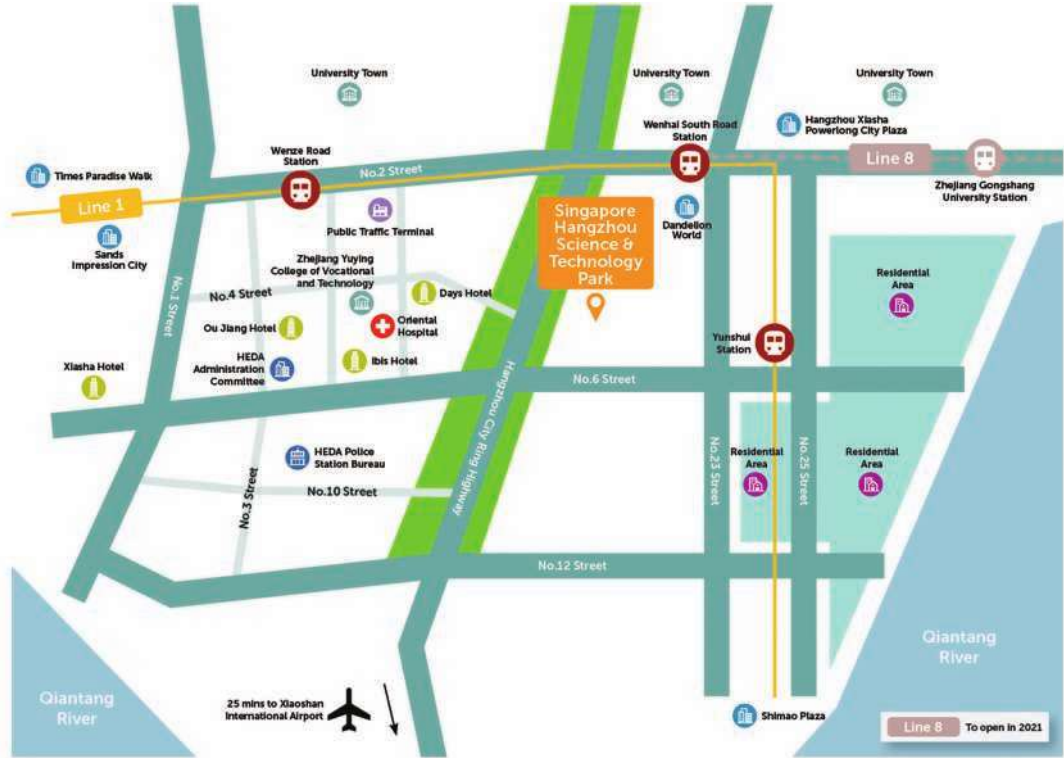 University Town
University Town
University Town
Wenhai South Road
Station
Hangzhou Xiasha
Powerlong City Plaza
Wenze Road
Station
No.2 Street
Line 8
Times Paradise Walk
Zhejiang Gongshang
University Station
Line 1
Public Traffic Terminal
Singapore
Hangzhou
Science &
Technology
Park
Dandelion
World
Sands
Impression City
Zhejiang Yuying
College of Vocational
and Technology
Residential
Area
No.1 Street
No.4 Street
Days Hotel
Ou Jiang Hotel
Oriental
Hospital
Yunshui
Station
HEDA
Administration
Committee
Ibis Hotel
Xiasha Hotel
No.6 Street
Hangzhou City Ring Highway
HEDA Police
Station Bureau
No.23 Street
Residential
Area
No.25 Street
Residential
Area
No.3 Street
No.10 Street
No.12 Street
Qiantang
River
Qiantang
River
25 mins to Xiaoshan
International Airport
Shimao Plaza
Line 8
To open in 2021